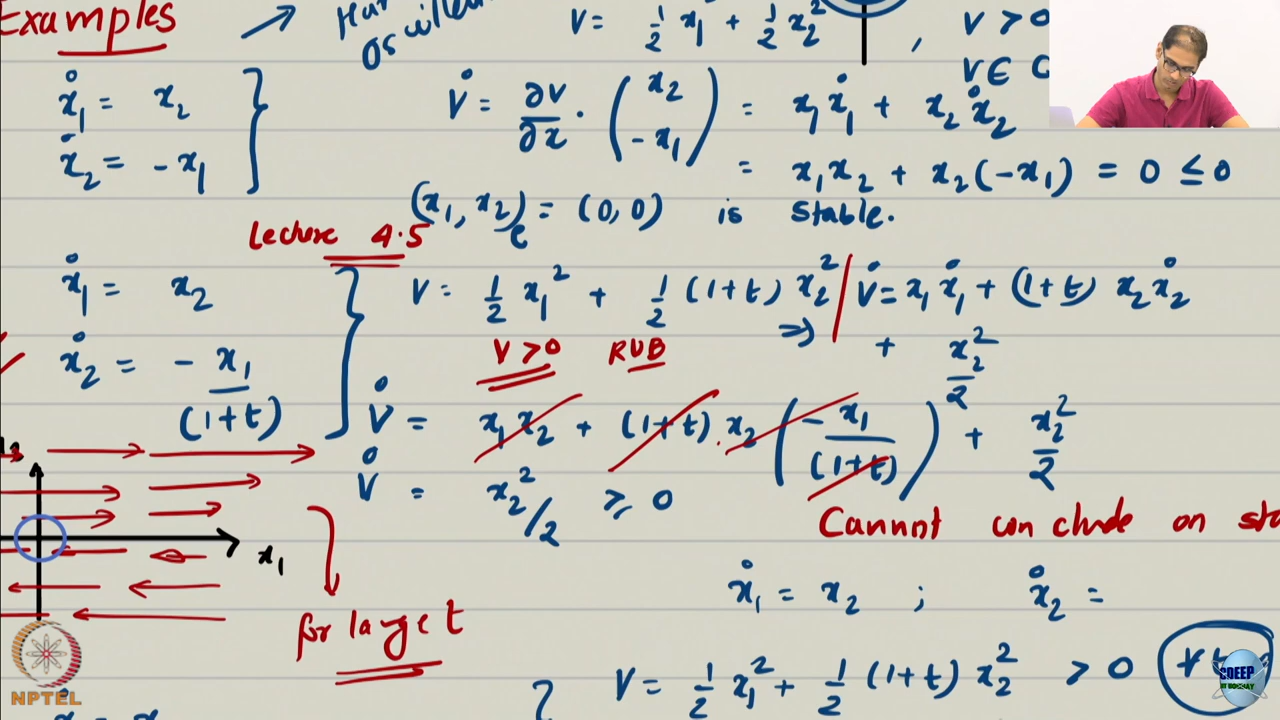 Examples
V = 1/2 x₁² + 1/2 x₂² , V > 0
V ∈ C
ẋ₁ = x₂
ẋ₂ = -x₁
V̇ = ∂V/∂x · (x₂ -x₁) = x₁ẋ₁ + x₂ẋ₂
= x₁x₂ + x₂(-x₁) = 0 ≤ 0
(x₁, x₂)e = (0,0) is stable.
Lecture 4.5
ẋ₁ = x₂
ẋ₂ = - x₁/(1+t)
V = 1/2 x₁² + 1/2 (1+t) x₂² ⇒ V̇ = x₁ẋ₁ + (1+t) x₂ẋ₂ + x₂²/2
V > 0 RUB
V̇ = x₁x₂ + (1+t) · x₂ (-x₁/(1+t)) + x₂²/2
V̇ = x₂²/2 ≥ 0
Cannot conclude on sta
x₁
for large t
ẋ₁ = x₂ ; ẋ₂ =
V = 1/2 x₁² + 1/2 (1+t) x₂² > 0
NPTEL
CDEEP
IIT BOMBAY